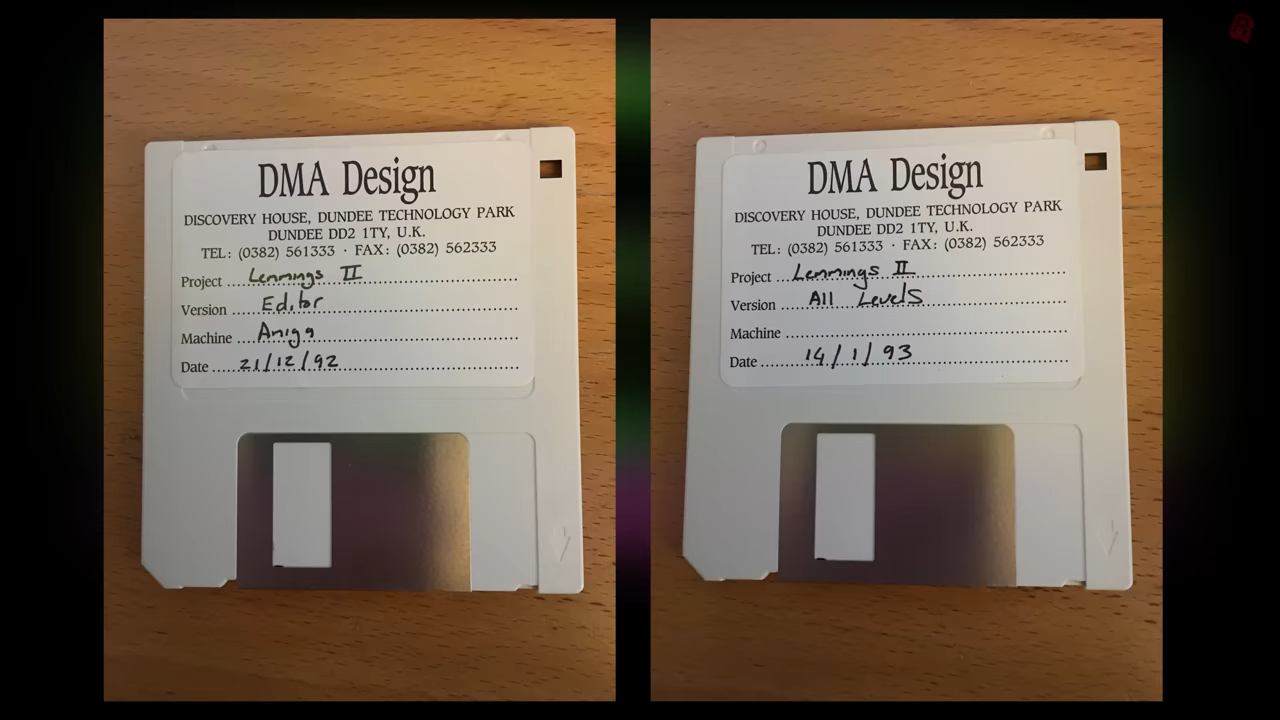 DMA Design
DISCOVERY HOUSE, DUNDEE TECHNOLOGY PARK
DUNDEE DD2 1TY, U.K.
TEL: (0382) 561333 · FAX: (0382) 562333
Project Lemmings II
Version Editor
Machine Amiga
Date 21/12/92
DMA Design
DISCOVERY HOUSE, DUNDEE TECHNOLOGY PARK
DUNDEE DD2 1TY, U.K.
TEL: (0382) 561333 · FAX: (0382) 562333
Project Lemmings II
Version All Levels
Machine
Date 14/1/93